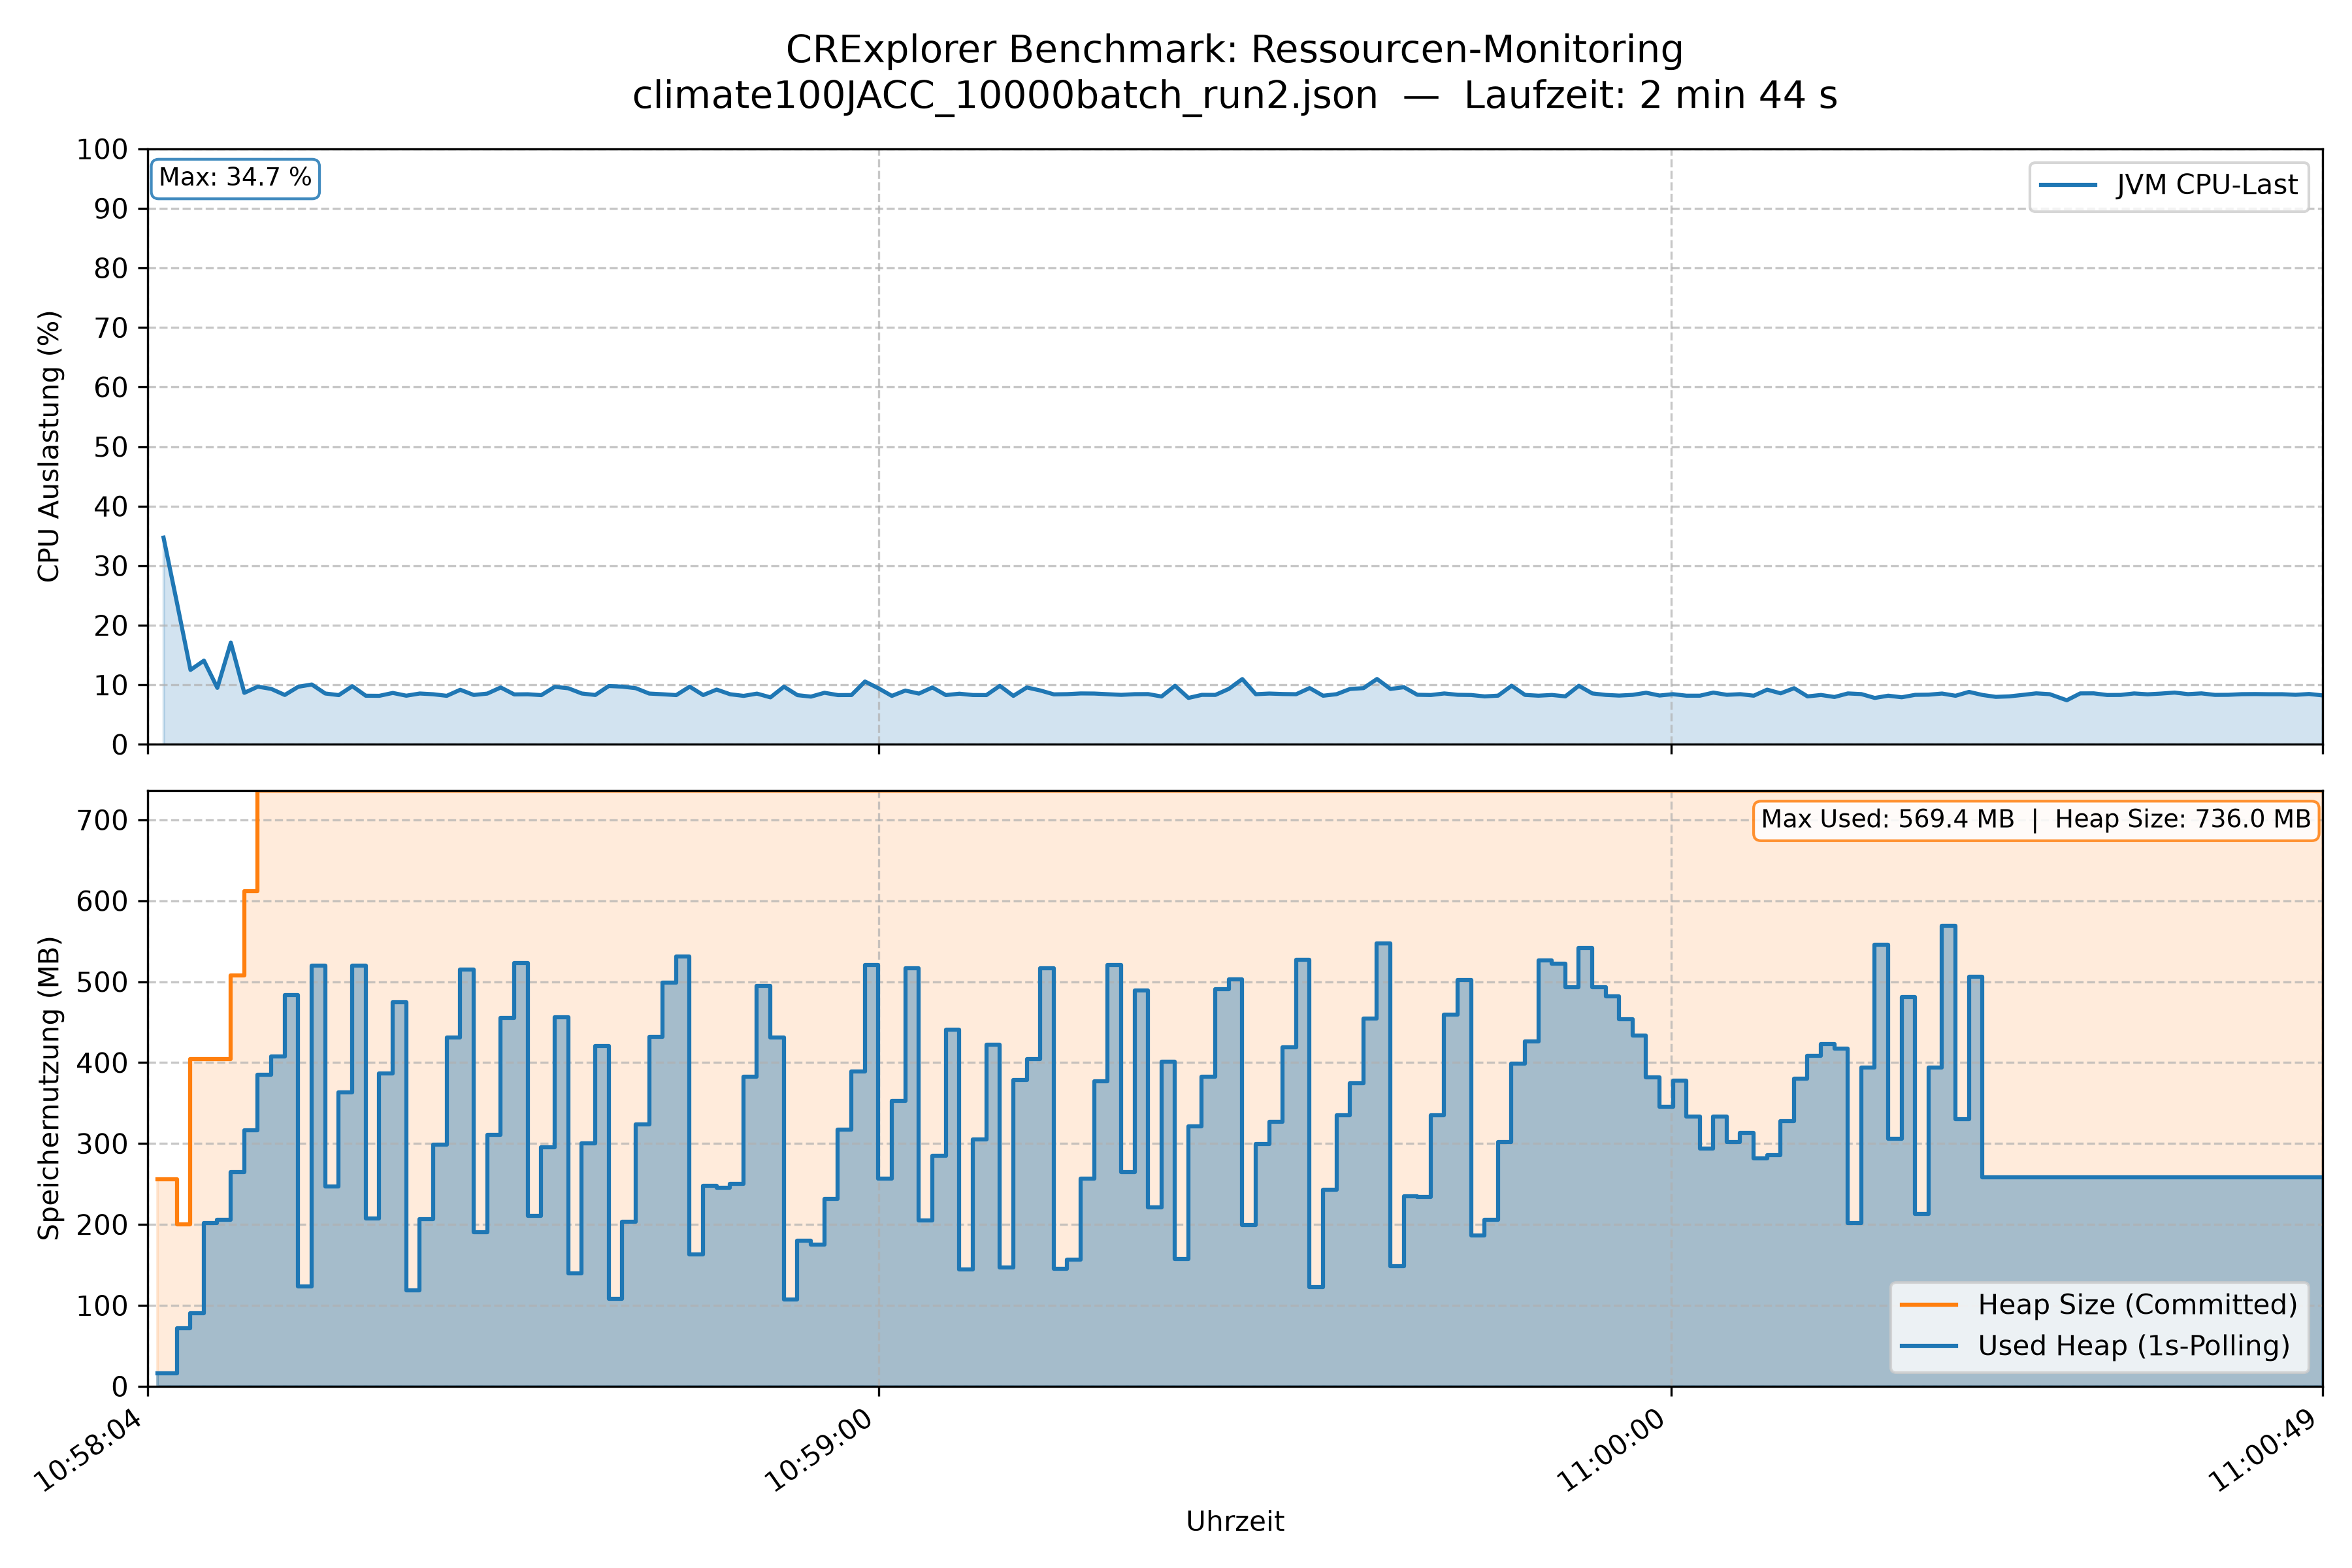 CRExplorer Benchmark: Ressourcen-Monitoring
climate100JACC_10000batch_run2.json — Laufzeit: 2 min 44 s
100
90
80
70
60
50
40
30
20
10
0
CPU Auslastung (%)
Max: 34.7 %
JVM CPU-Last
700
600
500
400
300
200
100
0
Speichernutzung (MB)
Max Used: 569.4 MB | Heap Size: 736.0 MB
Heap Size (Committed)
Used Heap (1s-Polling)
10:58:04
10:59:00
11:00:00
11:00:49
Uhrzeit